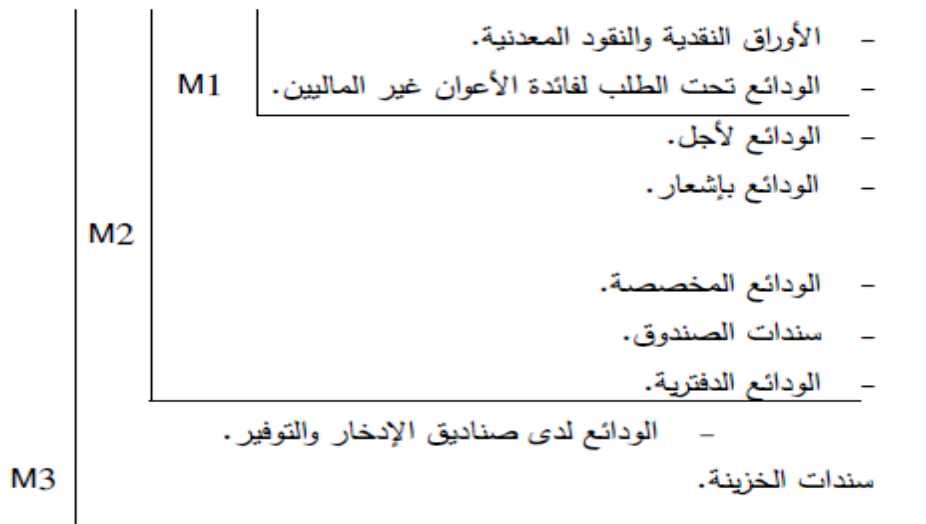 - الأوراق النقدية والنقود المعدنية.
- الودائع تحت الطلب لفائدة الأعوان غير الماليين. M1
- الودائع لأجل.
- الودائع بإشعار.
M2
- الودائع المخصصة.
- سندات الصندوق.
- الودائع الدفترية.
- الودائع لدى صناديق الإدخار والتوفير.
سندات الخزينة. M3